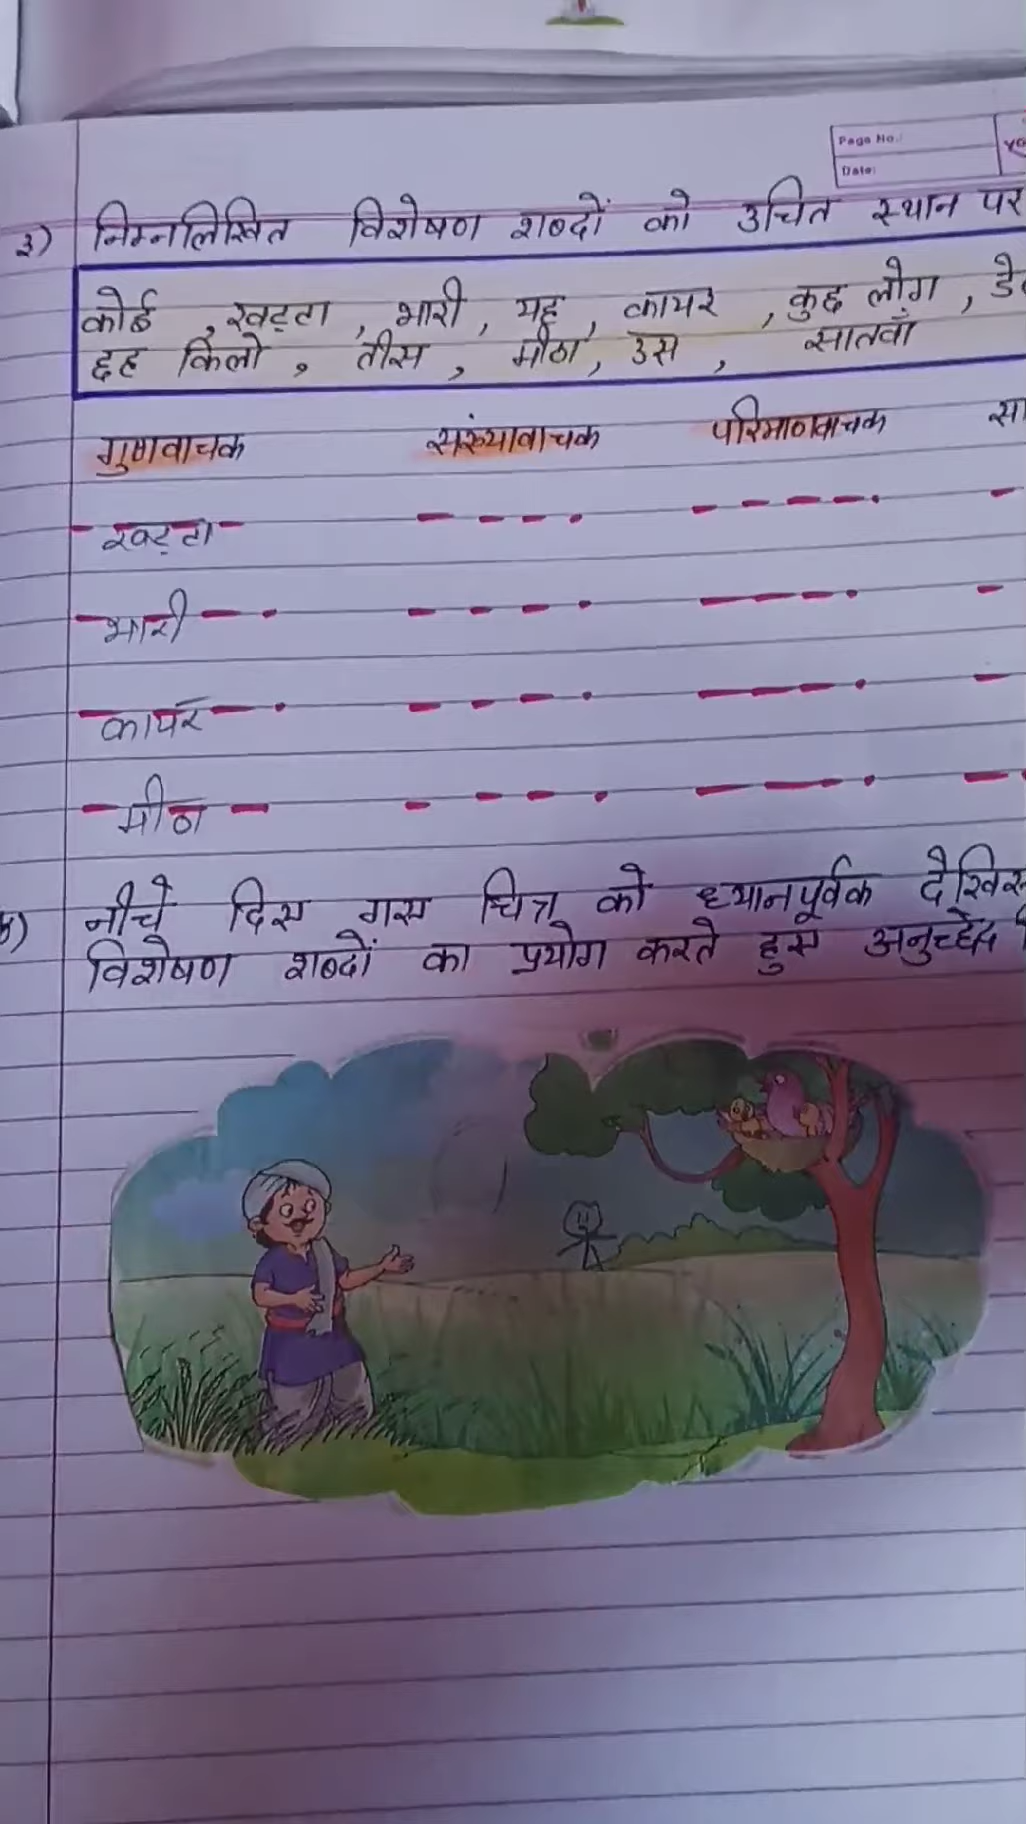 Page No.:
Date:
३) निम्नलिखित विशेषण शब्दों को उचित स्थान पर
कोई , खट्टा , भारी , यह , कायर , कुछ लोग ,
छह किलो , तीस , मीठा , उस , सातवाँ
गुणवाचक संख्यावाचक परिमाणवाचक सा
खट्टा
भारी
कायर
मीठा
नीचे दिए गए चित्र को ध्यानपूर्वक देखिए
विशेषण शब्दों का प्रयोग करते हुए अनुच्छेद